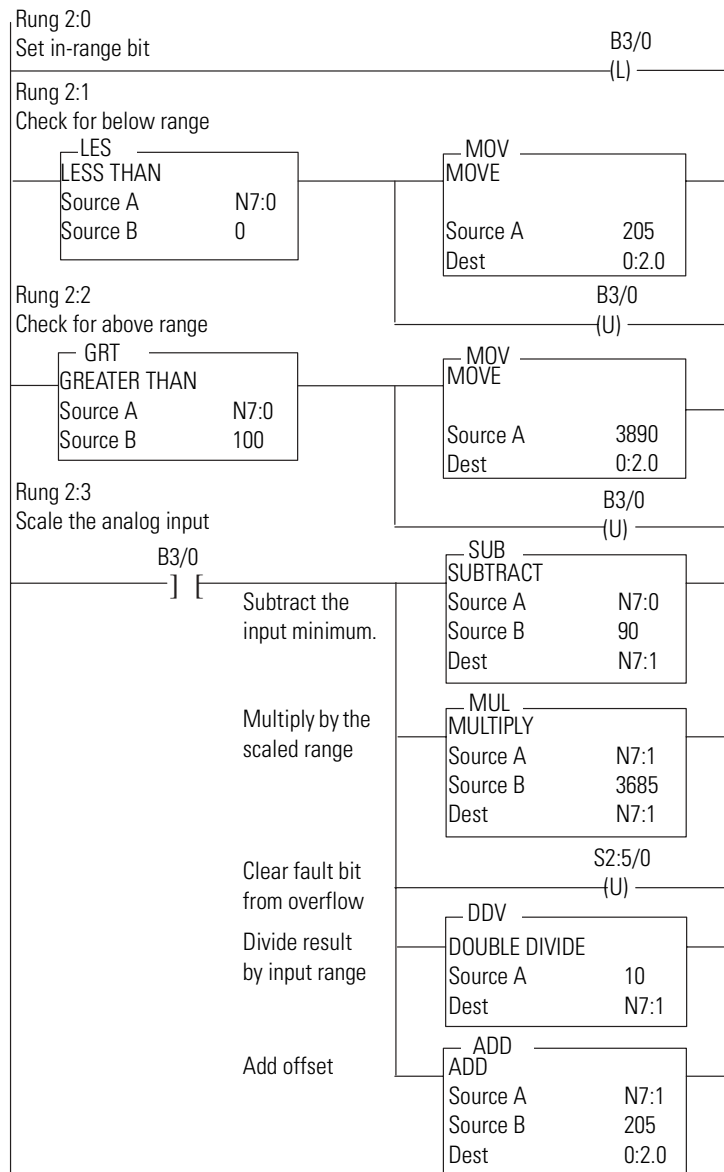 Rung 2:0
Set in-range bit
B3/0
(L)
Rung 2:1
Check for below range
LES
LESS THAN
Source A N7:0
Source B 0
MOV
MOVE
Source A 205
Dest 0:2.0
Rung 2:2
Check for above range
B3/0
(U)
GRT
GREATER THAN
Source A N7:0
Source B 100
MOV
MOVE
Source A 3890
Dest 0:2.0
Rung 2:3
Scale the analog input
B3/0
(U)
B3/0
] [
Subtract the
input minimum.
SUB
SUBTRACT
Source A N7:0
Source B 90
Dest N7:1
Multiply by the
scaled range
MUL
MULTIPLY
Source A N7:1
Source B 3685
Dest N7:1
Clear fault bit
from overflow
S2:5/0
(U)
Divide result
by input range
DDV
DOUBLE DIVIDE
Source A 10
Dest N7:1
Add offset
ADD
ADD
Source A N7:1
Source B 205
Dest 0:2.0